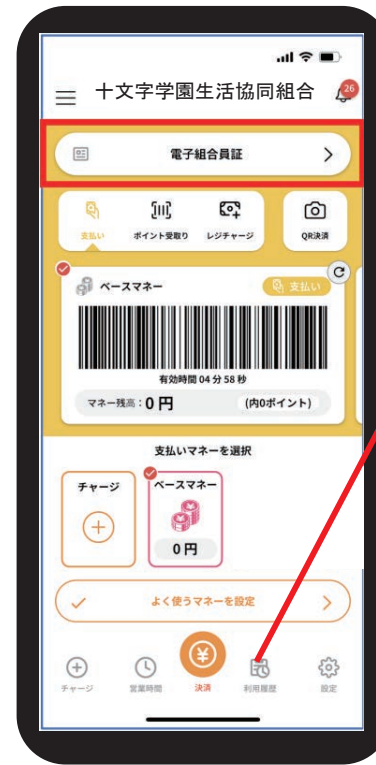 十文字学園生活協同組合
26
電子組合員証
支払い
ポイント受取り
レジチャージ
QR決済
ベースマネー
支払い
有効時間 04 分 58 秒
マネー残高：0 円 (内0ポイント)
支払いマネーを選択
チャージ
ベースマネー
0 円
よく使うマネーを設定
チャージ
営業時間
決済
利用履歴
設定